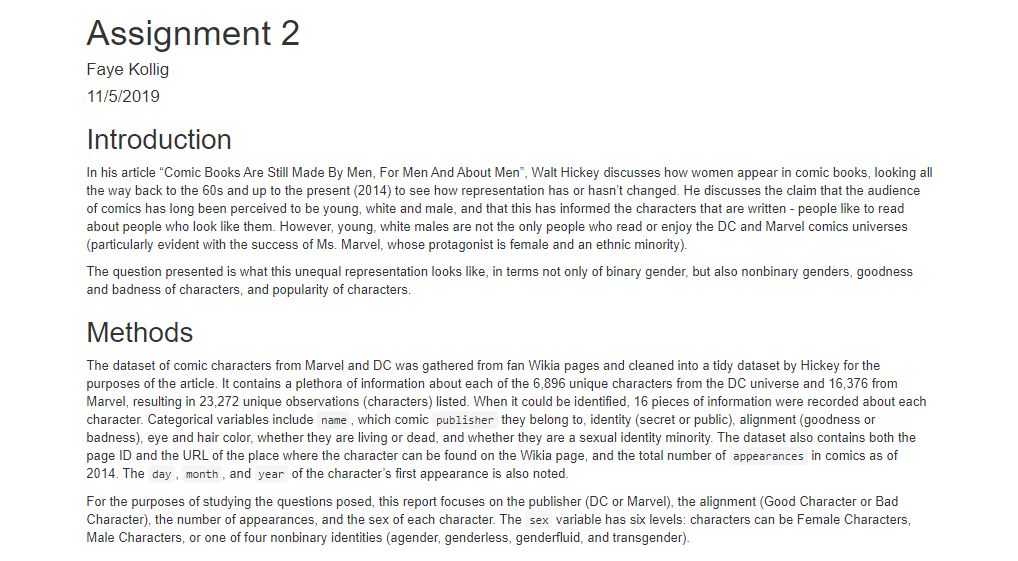 Assignment 2
Faye Kollig
11/5/2019
Introduction
In his article “Comic Books Are Still Made By Men, For Men And About Men”, Walt Hickey discusses how women appear in comic books, looking all
the way back to the 60s and up to the present (2014) to see how representation has or hasn’t changed. He discusses the claim that the audience
of comics has long been perceived to be young, white and male, and that this has informed the characters that are written - people like to read
about people who look like them. However, young, white males are not the only people who read or enjoy the DC and Marvel comics universes
(particularly evident with the success of Ms. Marvel, whose protagonist is female and an ethnic minority).
The question presented is what this unequal representation looks like, in terms not only of binary gender, but also nonbinary genders, goodness
and badness of characters, and popularity of characters.
Methods
The dataset of comic characters from Marvel and DC was gathered from fan Wikia pages and cleaned into a tidy dataset by Hickey for the
purposes of the article. It contains a plethora of information about each of the 6,896 unique characters from the DC universe and 16,376 from
Marvel, resulting in 23,272 unique observations (characters) listed. When it could be identified, 16 pieces of information were recorded about each
character. Categorical variables include name , which comic publisher they belong to, identity (secret or public), alignment (goodness or
badness), eye and hair color, whether they are living or dead, and whether they are a sexual identity minority. The dataset also contains both the
page ID and the URL of the place where the character can be found on the Wikia page, and the total number of appearances in comics as of
2014. The day , month , and year of the character’s first appearance is also noted.
For the purposes of studying the questions posed, this report focuses on the publisher (DC or Marvel), the alignment (Good Character or Bad
Character), the number of appearances, and the sex of each character. The sex variable has six levels: characters can be Female Characters,
Male Characters, or one of four nonbinary identities (agender, genderless, genderfluid, and transgender).